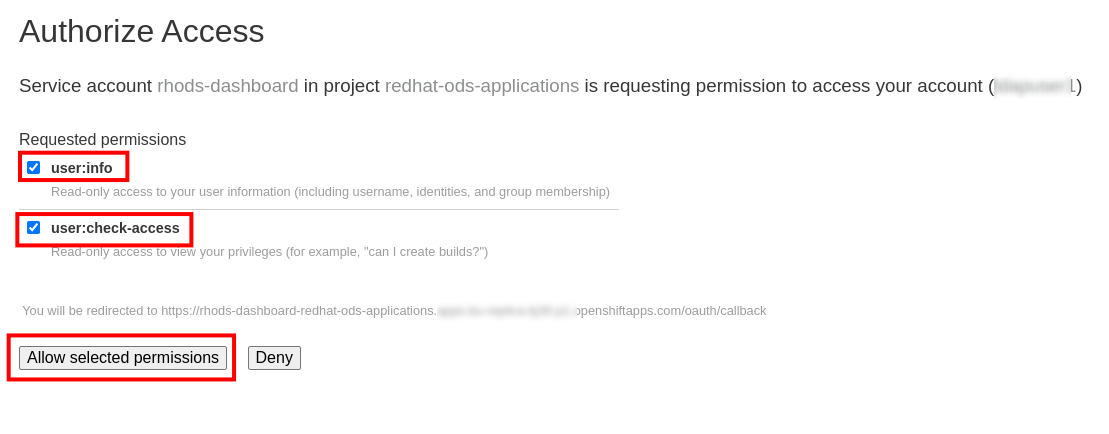 Authorize Access
Service account rhods-dashboard in project redhat-ods-applications is requesting permission to access your account ( )
Requested permissions
user:info
Read-only access to your user information (including username, identities, and group membership)
user:check-access
Read-only access to view your privileges (for example, "can I create builds?")
You will be redirected to https://rhods-dashboard-redhat-ods-applications. openshiftapps.com/oauth/callback
Allow selected permissions Deny